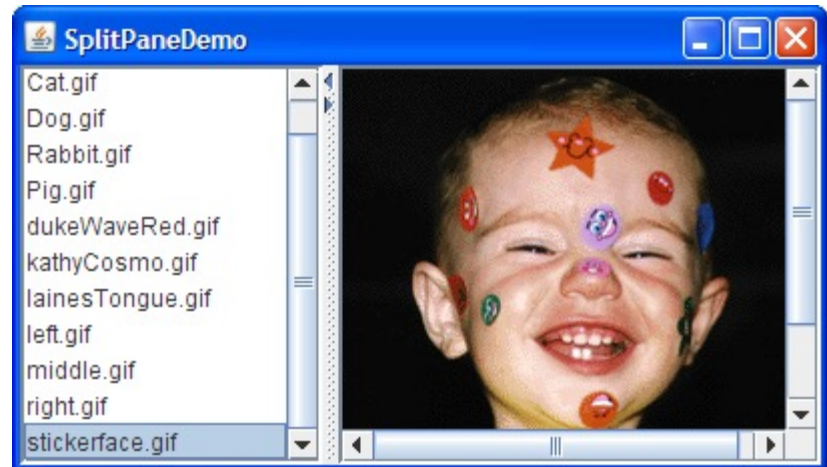 SplitPaneDemo
Cat.gif
Dog.gif
Rabbit.gif
Pig.gif
dukeWaveRed.gif
kathyCosmo.gif
lainesTongue.gif
left.gif
middle.gif
right.gif
stickerface.gif